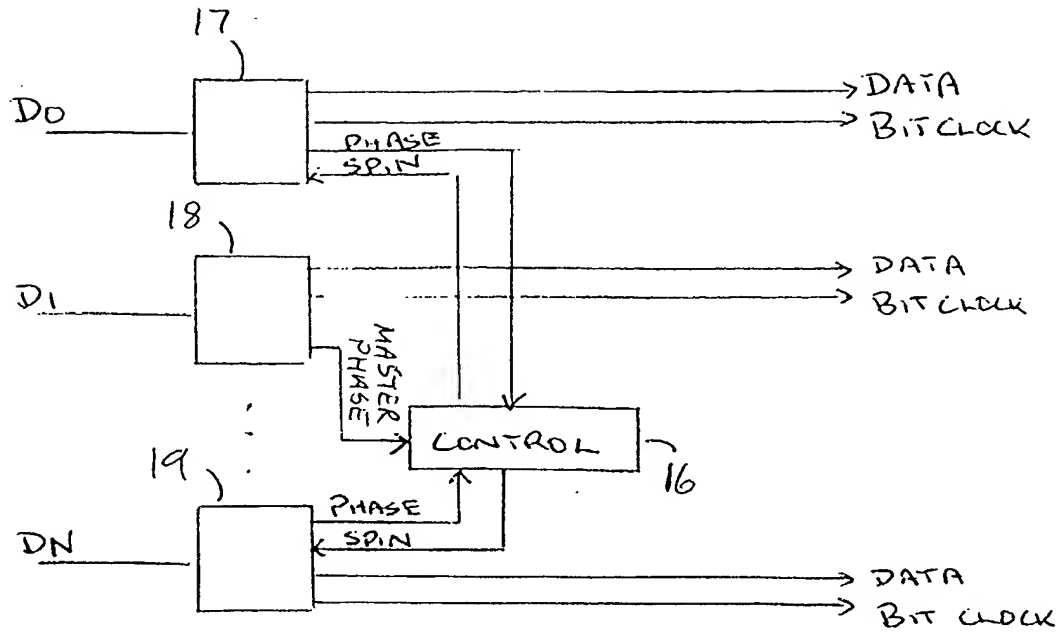 17
D0
DATA
BIT CLOCK
PHASE
SPIN
18
D1
DATA
BIT CLOCK
MASTER
PHASE
CONTROL
16
19
PHASE
SPIN
DN
DATA
BIT CLOCK